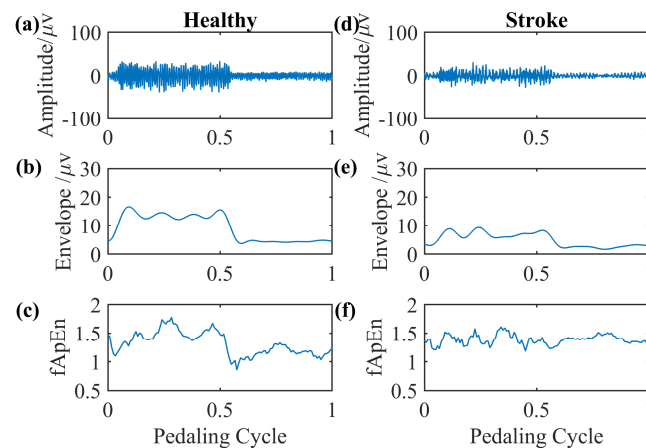 Healthy
Stroke
(a)
Amplitude/μv
100
0
-100
0
0.5
1
(d)
Amplitude/μv
100
0
-100
0
0.5
(b)
Envelope /μv
30
20
10
0
0
0.5
1
(e)
Envelope /μv
30
20
10
0
0
0.5
(c)
fApEn
2
1.5
1
0.5
0
0.5
1
Pedaling Cycle
(f)
fApEn
2
1.5
1
0.5
0
0.5
Pedaling Cycle